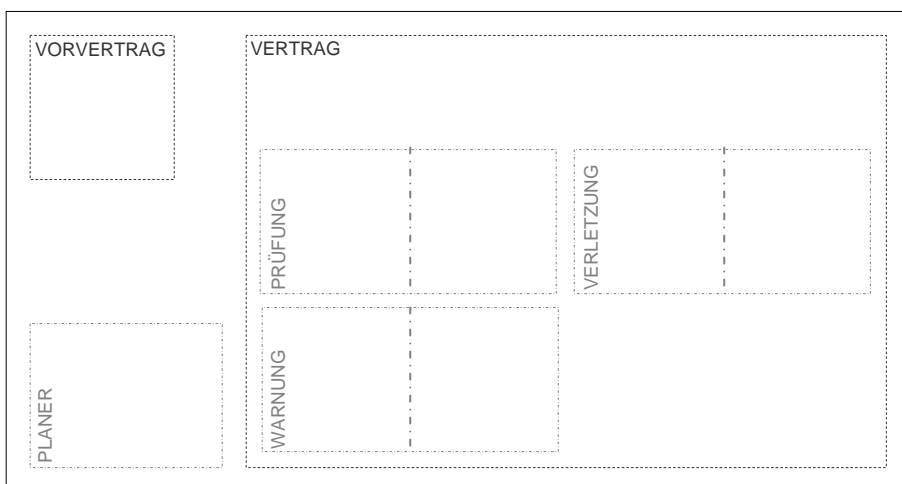 VORVERTRAG
VERTRAG
PRÜFUNG
VERLETZUNG
PLANER
WARNUNG